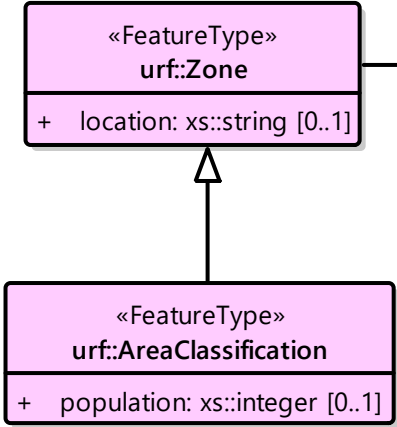 «FeatureType»
urf::Zone
+ location: xs::string [0..1]
«FeatureType»
urf::AreaClassification
+ population: xs::integer [0..1]